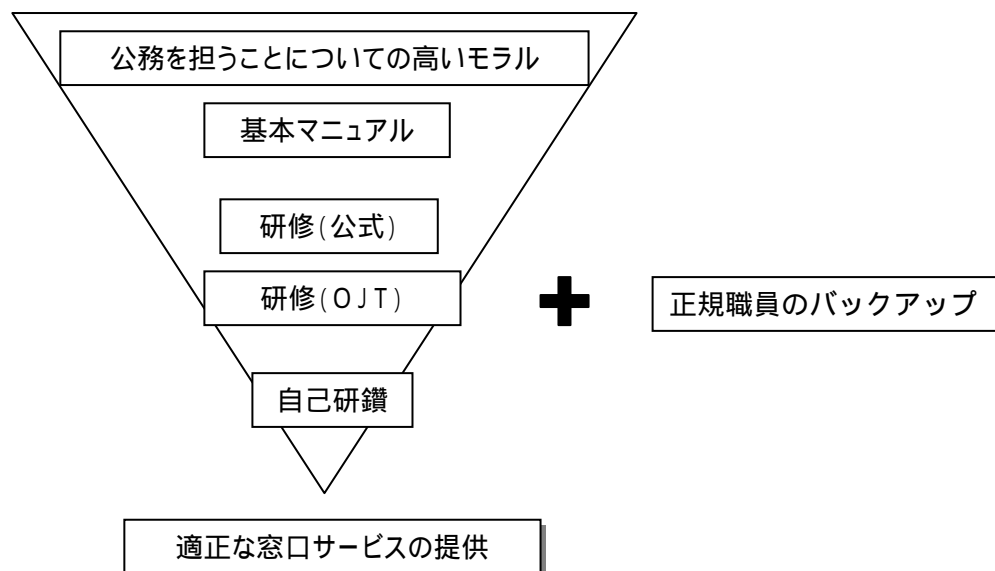 公務を担うことについての高いモラル
基本マニュアル
研修(公式)
研修(OJT)
正規職員のバックアップ
自己研鑽
適正な窓口サービスの提供